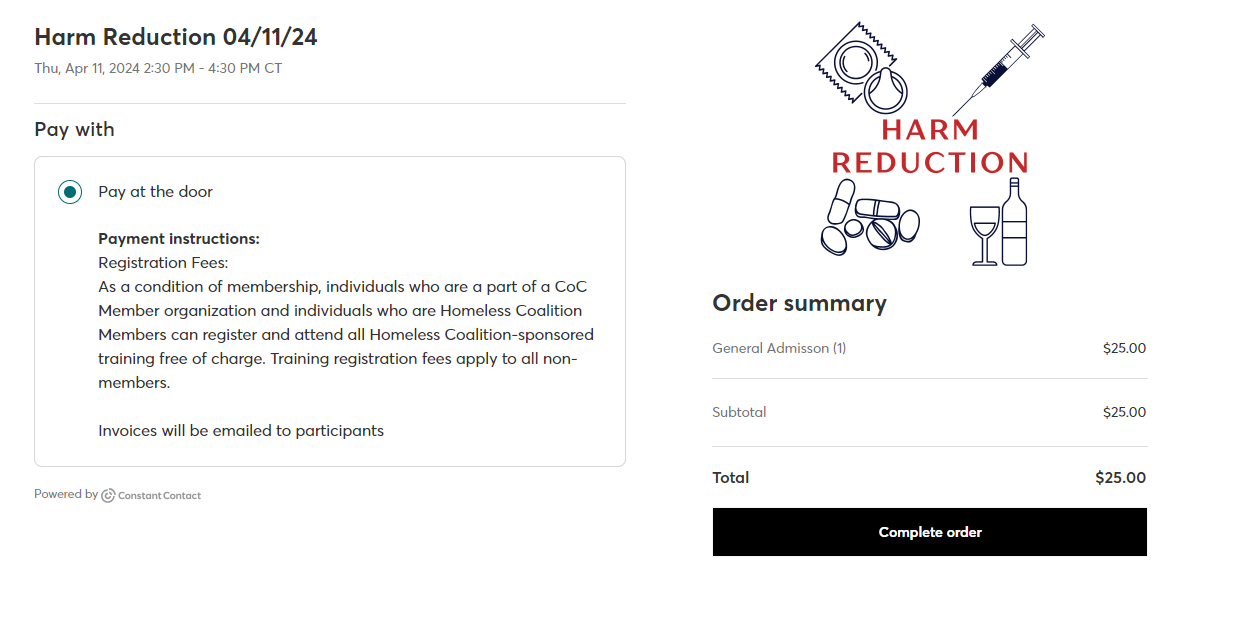 Harm Reduction 04/11/24
Thu, Apr 11, 2024 2:30 PM - 4:30 PM CT
Pay with
Pay at the door
Payment instructions:
Registration Fees:
As a condition of membership, individuals who are a part of a CoC
Member organization and individuals who are Homeless Coalition
Members can register and attend all Homeless Coalition-sponsored
training free of charge. Training registration fees apply to all non-
members.
Invoices will be emailed to participants
Powered by Constant Contact
HARM
REDUCTION
Order summary
General Admisson (1) $25.00
Subtotal $25.00
Total $25.00
Complete order